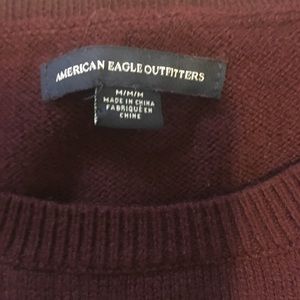 AMERICAN EAGLE OUTFITTERS
M/M/M
MADE IN CHINA
FABRIQUÉ EN
CHINE